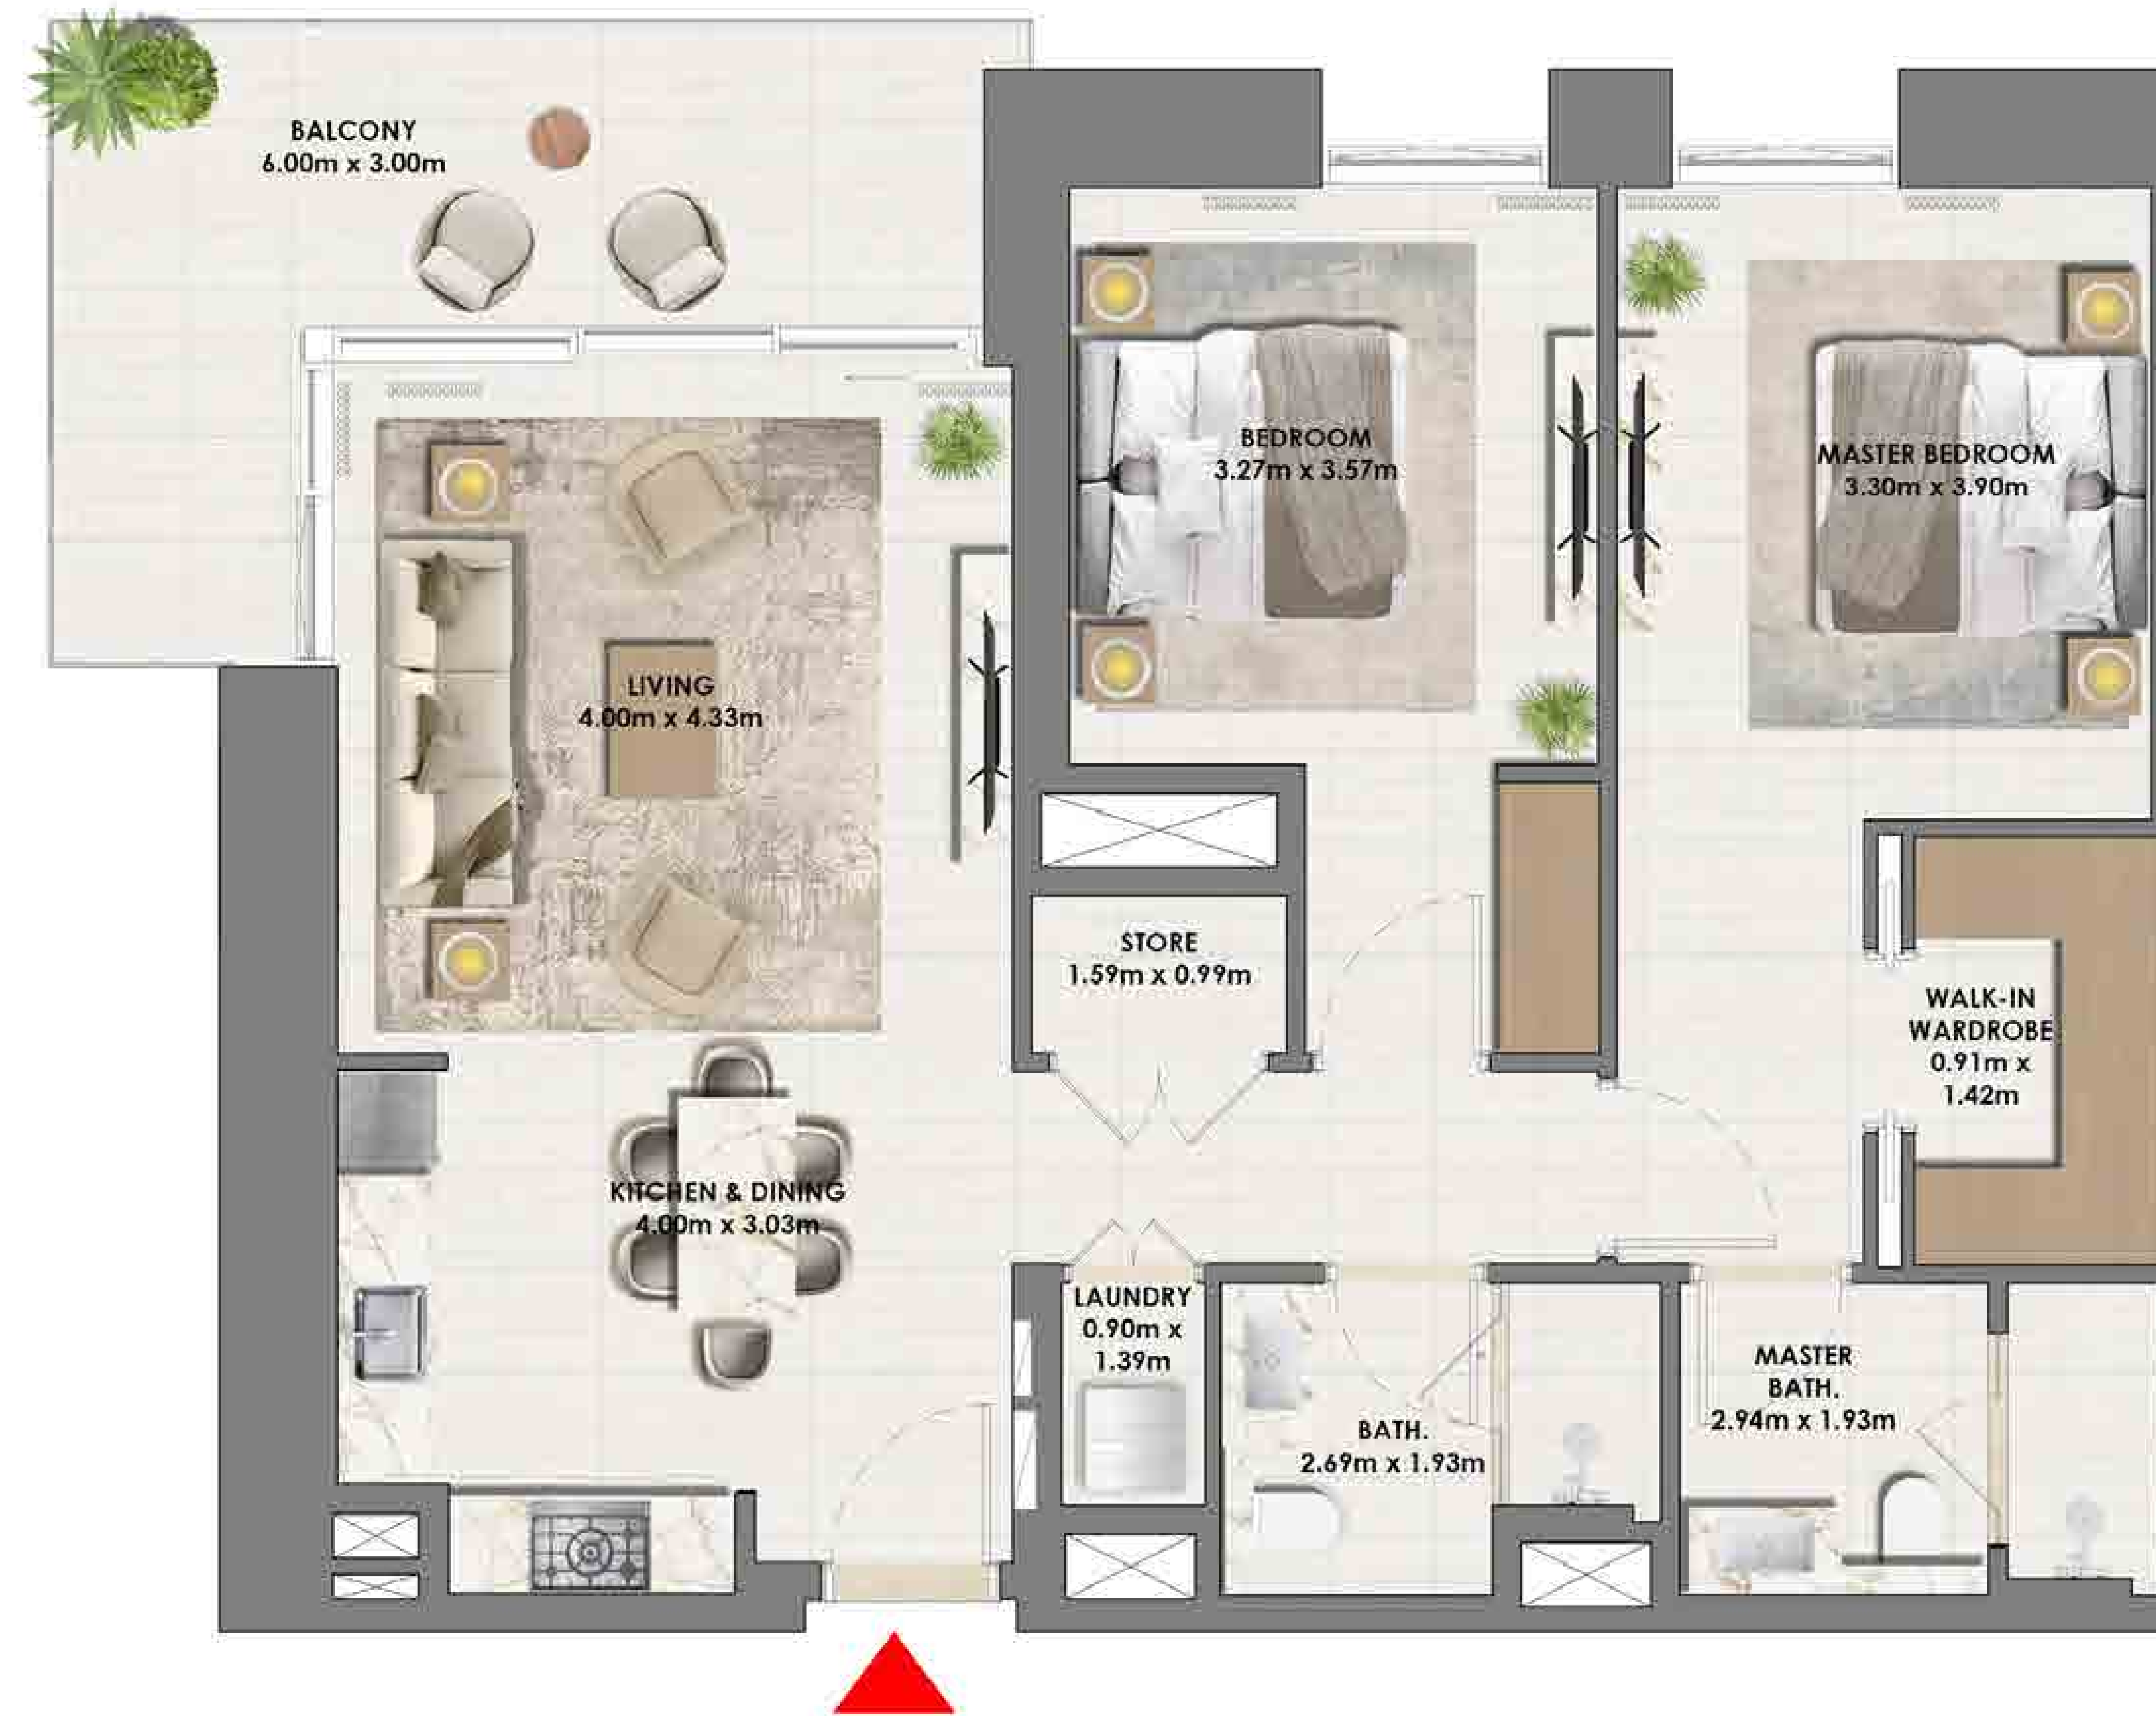 BALCONY
6.00m x 3.00m
BEDROOM
3.27m x 3.57m
MASTER BEDROOM
3.30m x 3.90m
LIVING
4.00m x 4.33m
STORE
1.59m x 0.99m
WALK-IN
WARDROBE
0.91m x
1.42m
KITCHEN & DINING
4.00m x 3.03m
LAUNDRY
0.90m x
1.39m
BATH.
2.69m x 1.93m
MASTER
BATH.
2.94m x 1.93m